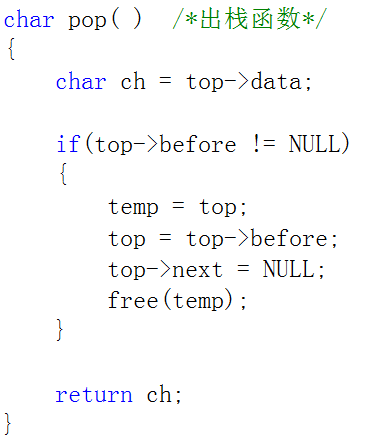 char pop( )  /*出栈函数*/
{
    char ch = top->data;

    if(top->before != NULL)
    {
        temp = top;
        top = top->before;
        top->next = NULL;
        free(temp);
    }

    return ch;
}